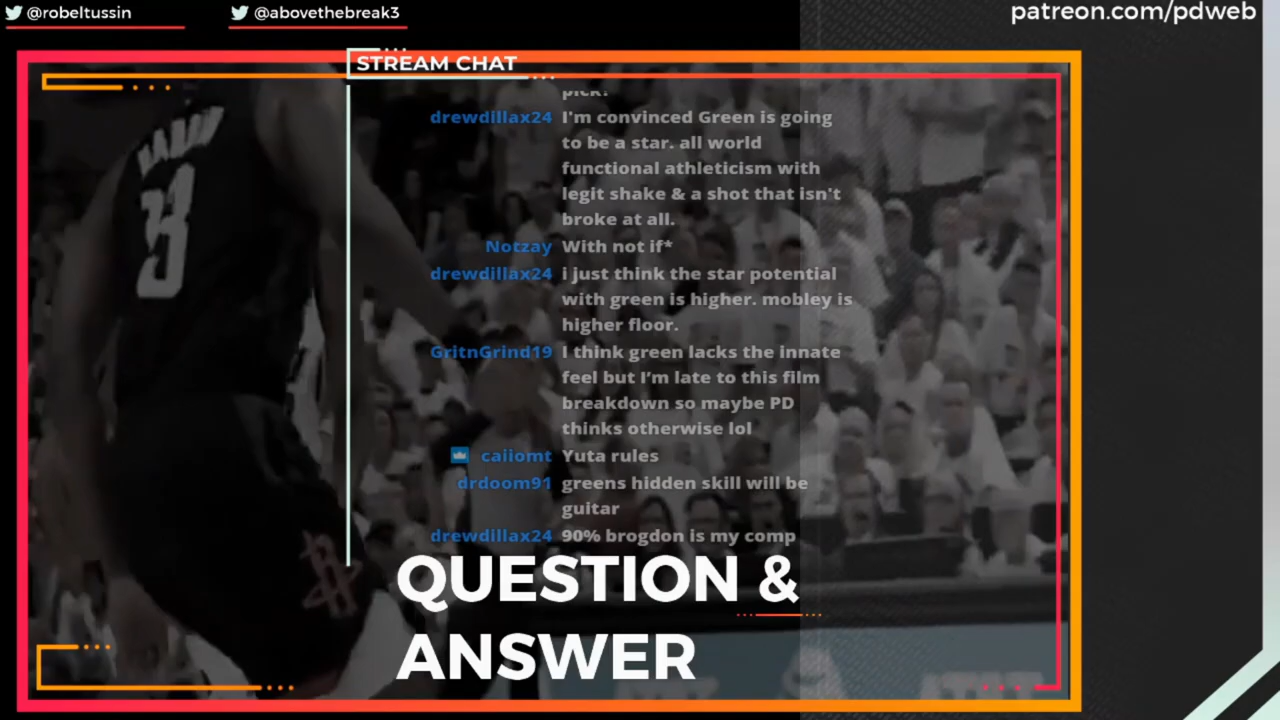 @robeltussin
@abovethebreak3
patreon.com/pdweb
STREAM CHAT
pick?
drewdillax24 I'm convinced Green is going
to be a star. all world
functional athleticism with
legit shake & a shot that isn't
broke at all.
Notzay With not if*
drewdillax24 i just think the star potential
with green is higher. mobley is
higher floor.
GritnGrind19 I think green lacks the innate
feel but I'm late to this film
breakdown so maybe PD
thinks otherwise lol
caiiomt Yuta rules
drdoom91 greens hidden skill will be
guitar
drewdillax24 90% brogdon is my comp
QUESTION &
ANSWER